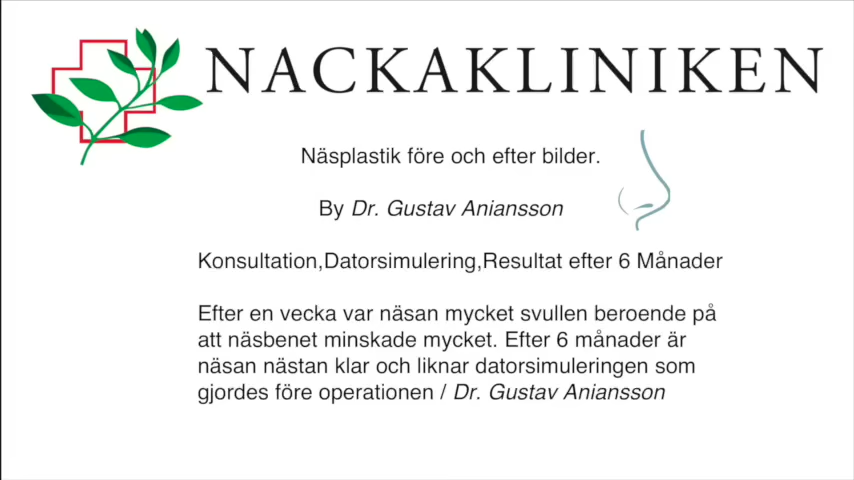 NACKAKLINIKEN
Näsplastik före och efter bilder.
By Dr. Gustav Aniansson
Konsultation,Datorsimulering,Resultat efter 6 Månader
Efter en vecka var näsan mycket svullen beroende på
att näsbenet minskade mycket. Efter 6 månader är
näsan nästan klar och liknar datorsimuleringen som
gjordes före operationen / Dr. Gustav Aniansson